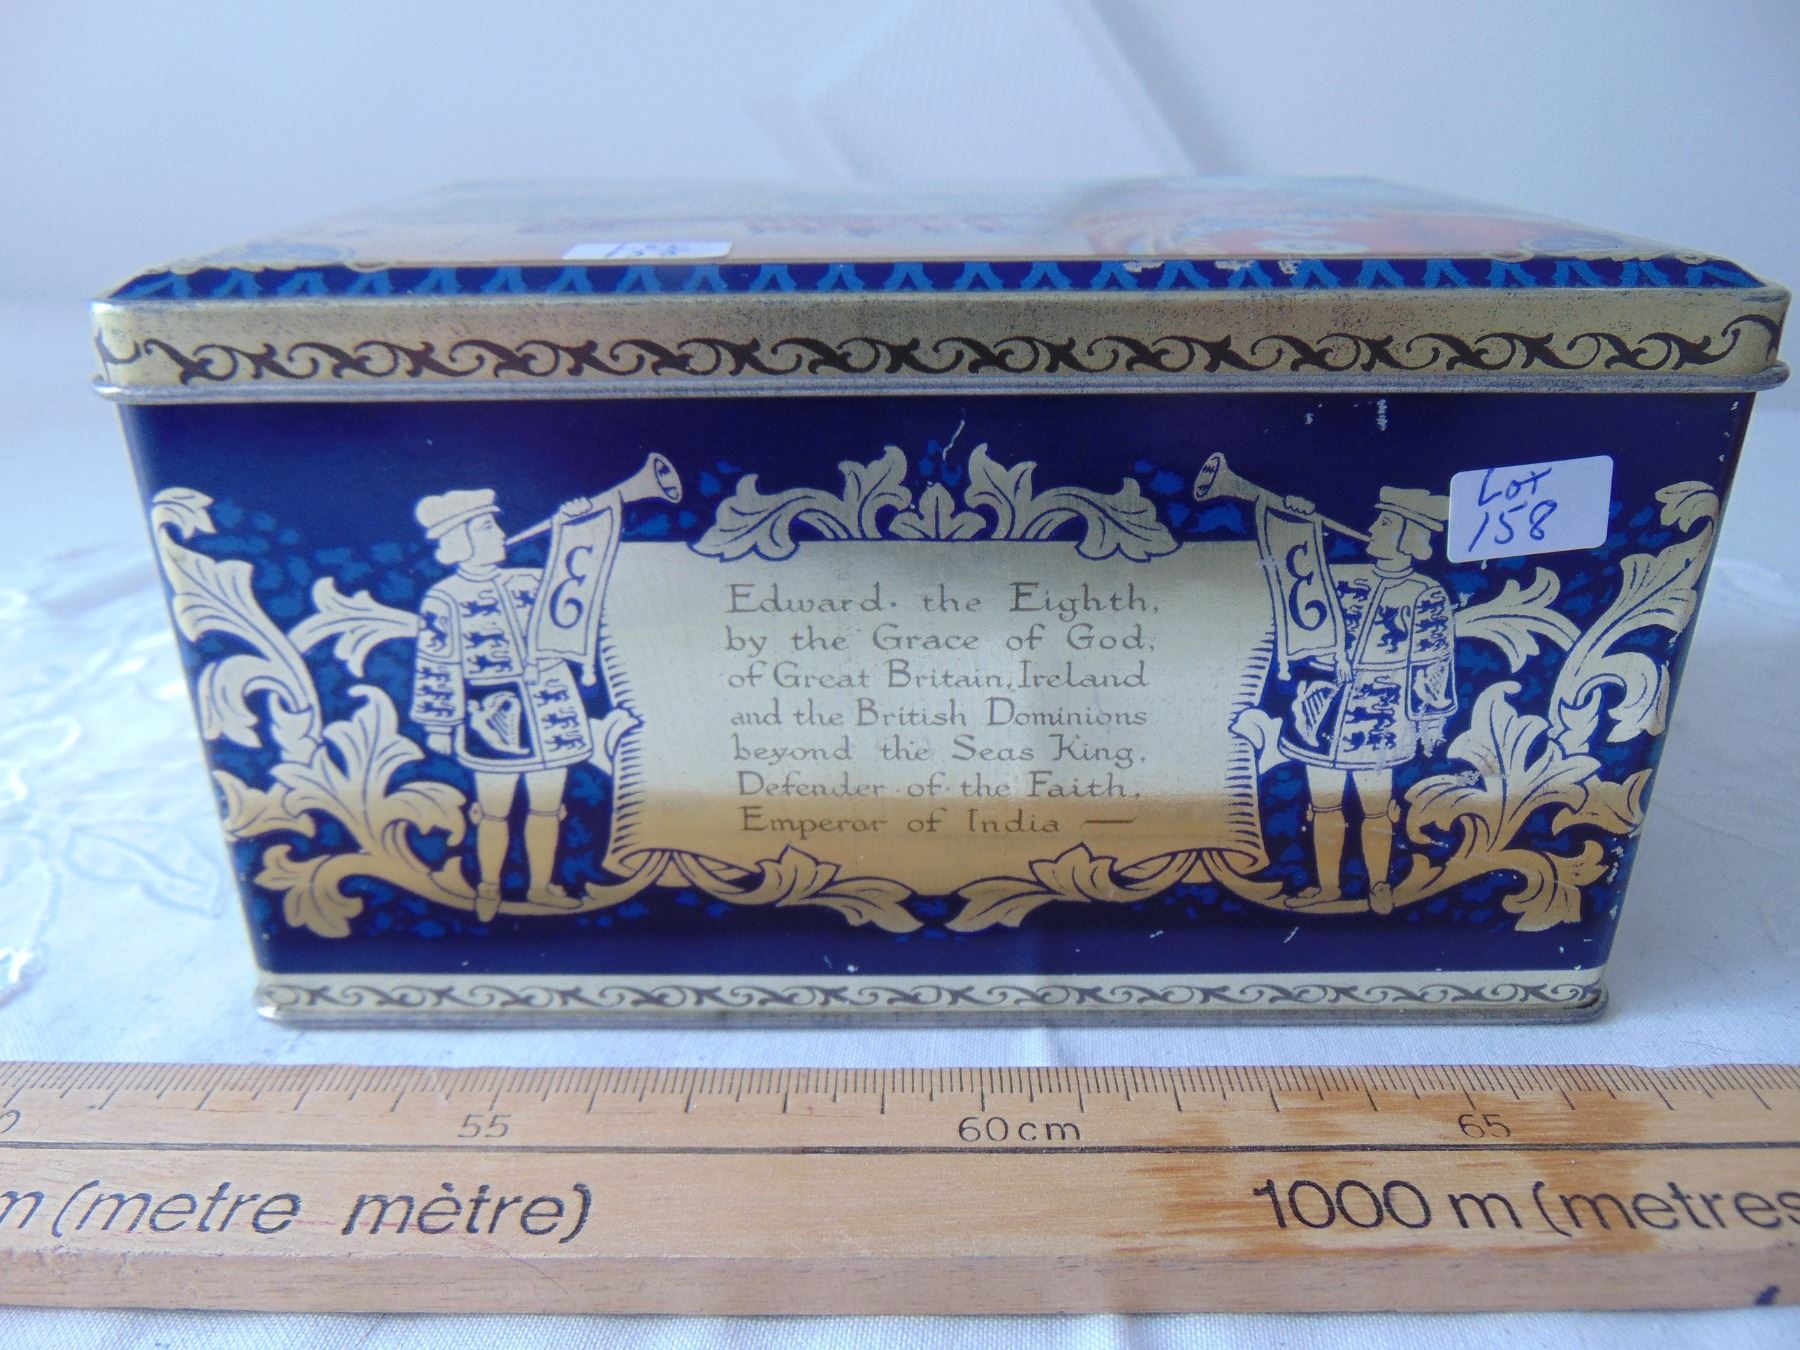 Lot
158
E
Edward· the Eighth,
by the Grace of God,
of Great Britain, Ireland
and the British Dominions
beyond the Seas King,
Defender·of·the Faith,
Emperor of India —
55
60cm
65
(metre mètre)
1000 m (metres